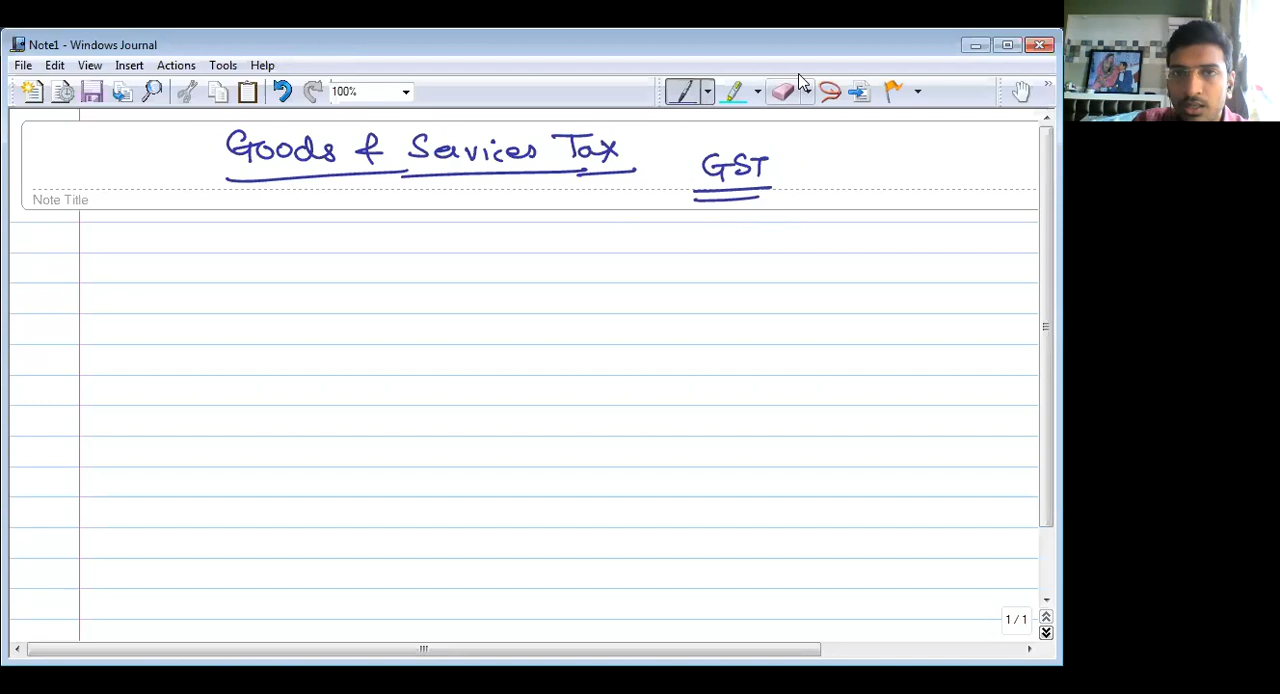 Note1 - Windows Journal
File Edit View Insert Actions Tools Help
100%
Goods & Services Tax GST
Note Title
1 / 1